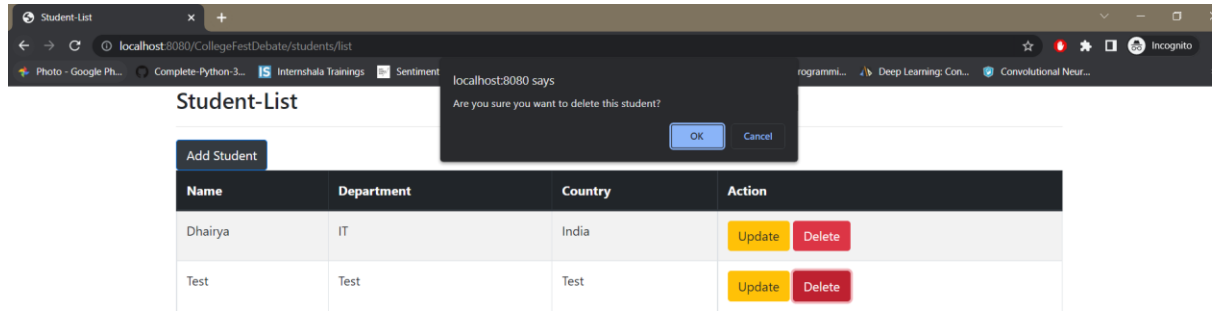 Student-List
localhost:8080/CollegeFestDebate/students/list
Incognito
Photo - Google Ph... Complete-Python-3... IS Internshala Trainings Sentiment rogrammi... Deep Learning: Con... Convolutional Neur...
localhost:8080 says
Are you sure you want to delete this student?
OK Cancel
Student-List
Add Student
Name Department Country Action
Dhairya IT India Update Delete
Test Test Test Update Delete